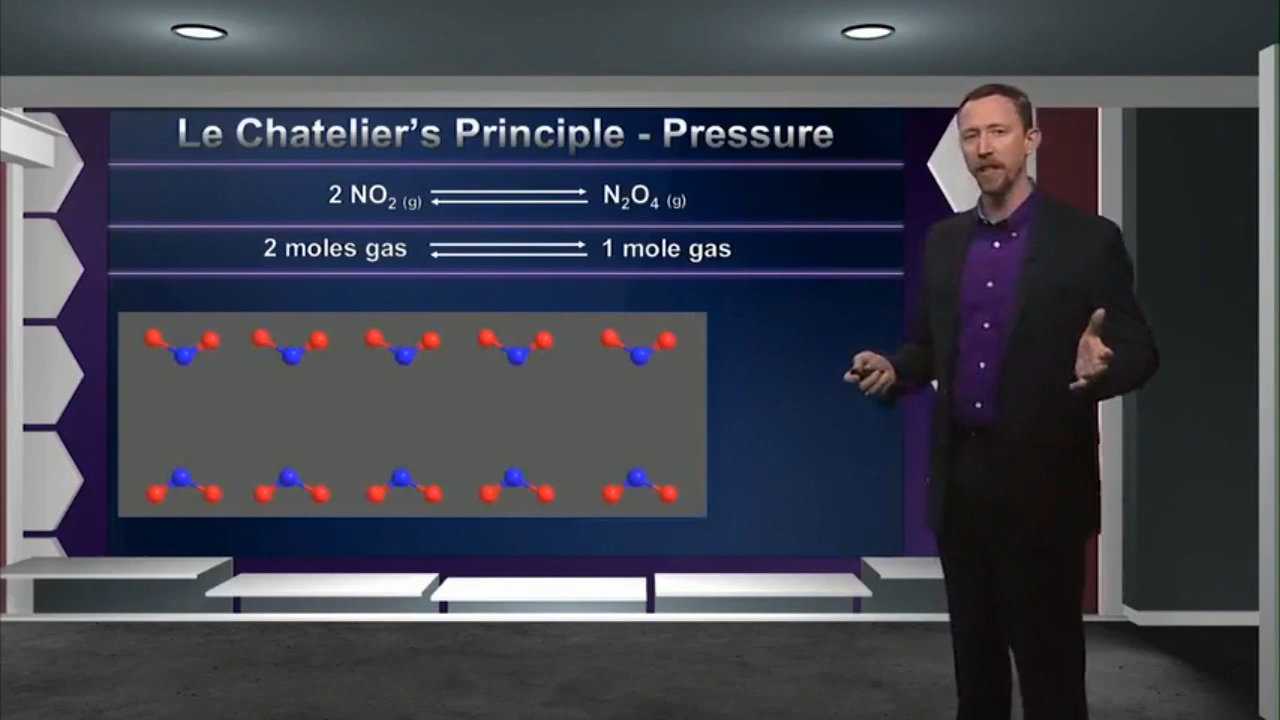 Le Chatelier's Principle - Pressure
2 NO₂ (g) ⇌ N₂O₄ (g)
2 moles gas ⇌ 1 mole gas